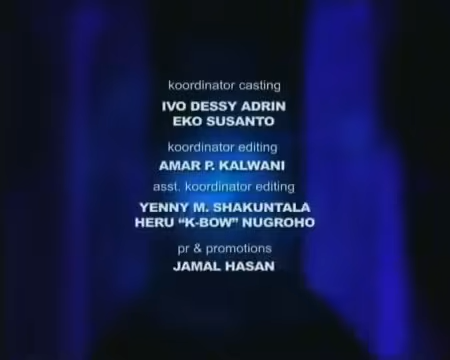 koordinator casting
IVO DESSY ADRIN
EKO SUSANTO
koordinator editing
AMAR P. KALWANI
asst. koordinator editing
YENNY M. SHAKUNTALA
HERU “K-BOW” NUGROHO
pr & promotions
JAMAL HASAN